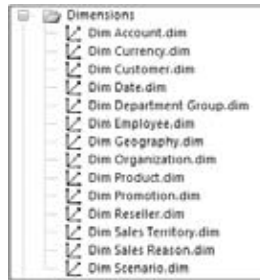 Dimensions
Dim Account.dim
Dim Currency.dim
Dim Customer.dim
Dim Date.dim
Dim Department Group.dim
Dim Employee.dim
Dim Geography.dim
Dim Organization.dim
Dim Product.dim
Dim Promotion.dim
Dim Reseller.dim
Dim Sales Territory.dim
Dim Sales Reason.dim
Dim Scenario.dim